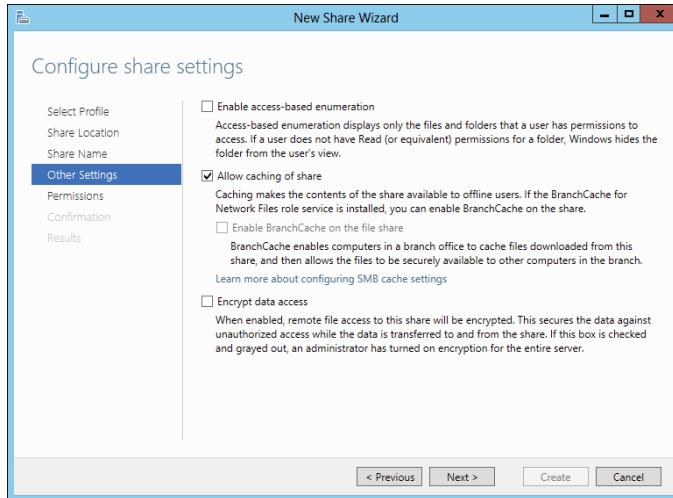 New Share Wizard
Configure share settings
Select Profile
Share Location
Share Name
Other Settings
Permissions
Confirmation
Results
Enable access-based enumeration
Access-based enumeration displays only the files and folders that a user has permissions to
access. If a user does not have Read (or equivalent) permissions for a folder, Windows hides the
folder from the user's view.
Allow caching of share
Caching makes the contents of the share available to offline users. If the BranchCache for
Network Files role service is installed, you can enable BranchCache on the share.
Enable BranchCache on the file share
BranchCache enables computers in a branch office to cache files downloaded from this
share, and then allows the files to be securely available to other computers in the branch.
Learn more about configuring SMB cache settings
Encrypt data access
When enabled, remote file access to this share will be encrypted. This secures the data against
unauthorized access while the data is transferred to and from the share. If this box is checked
and grayed out, an administrator has turned on encryption for the entire server.
< Previous
Next >
Create
Cancel